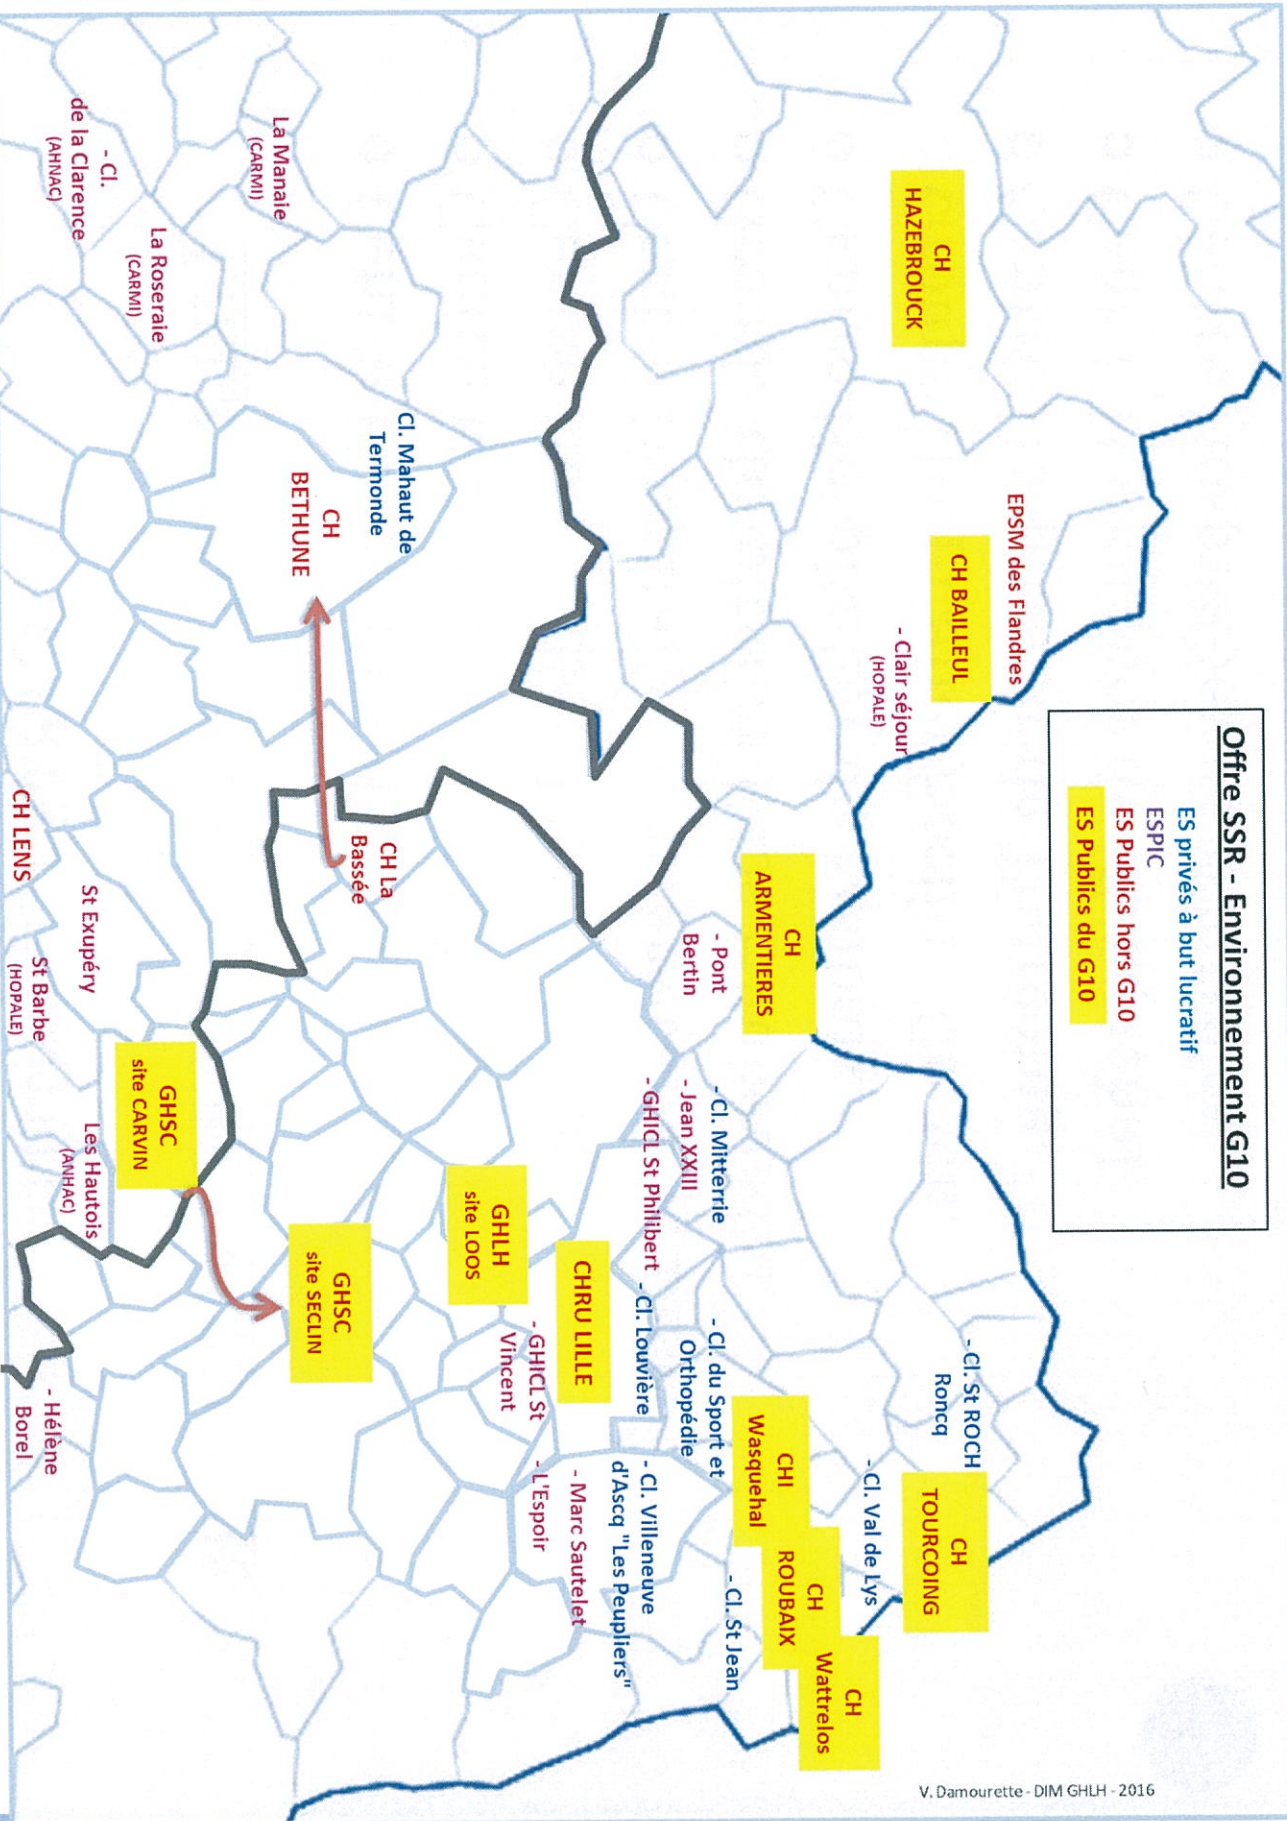 Offre SSR - Environnement G10
ES privés à but lucratif
ESPIC
ES Publics hors G10
ES Publics du G10
CH
HAZEBROUCK
EPSM des Flandres
CH BAILLEUL
- Clair séjour
(HOPALE)
CH
ARMENTIERES
- Pont
Bertin
- Cl. Mitterrie
- Jean XXIII
- GHICL St Philibert
- Cl. ST ROCH
Roncq
CH
TOURCOING
- Cl. Val de Lys
CHI
Wasquehal
CH
ROUBAIX
CH
Wattrelos
- Cl. St Jean
- Cl. du Sport et
Orthopédie
- Cl. Louvière
- Cl. Villeneuve
d'Ascq "Les Peupliers"
- Marc Sautelet
CHRU LILLE
- GHICL St
Vincent
- L'Espoir
GHLH
site LOOS
GHSC
site SECLIN
GHSC
site CARVIN
CH La
Bassée
Cl. Mahaut de
Termonde
CH
BETHUNE
La Manaie
(CARMI)
La Roseraie
(CARMI)
- Cl.
de la Clarence
(AHNAC)
St Exupéry
CH LENS
St Barbe
(HOPALE)
Les Hautois
(ANHAC)
- Hélène
Borel
V. Damourette - DIM GHLH - 2016